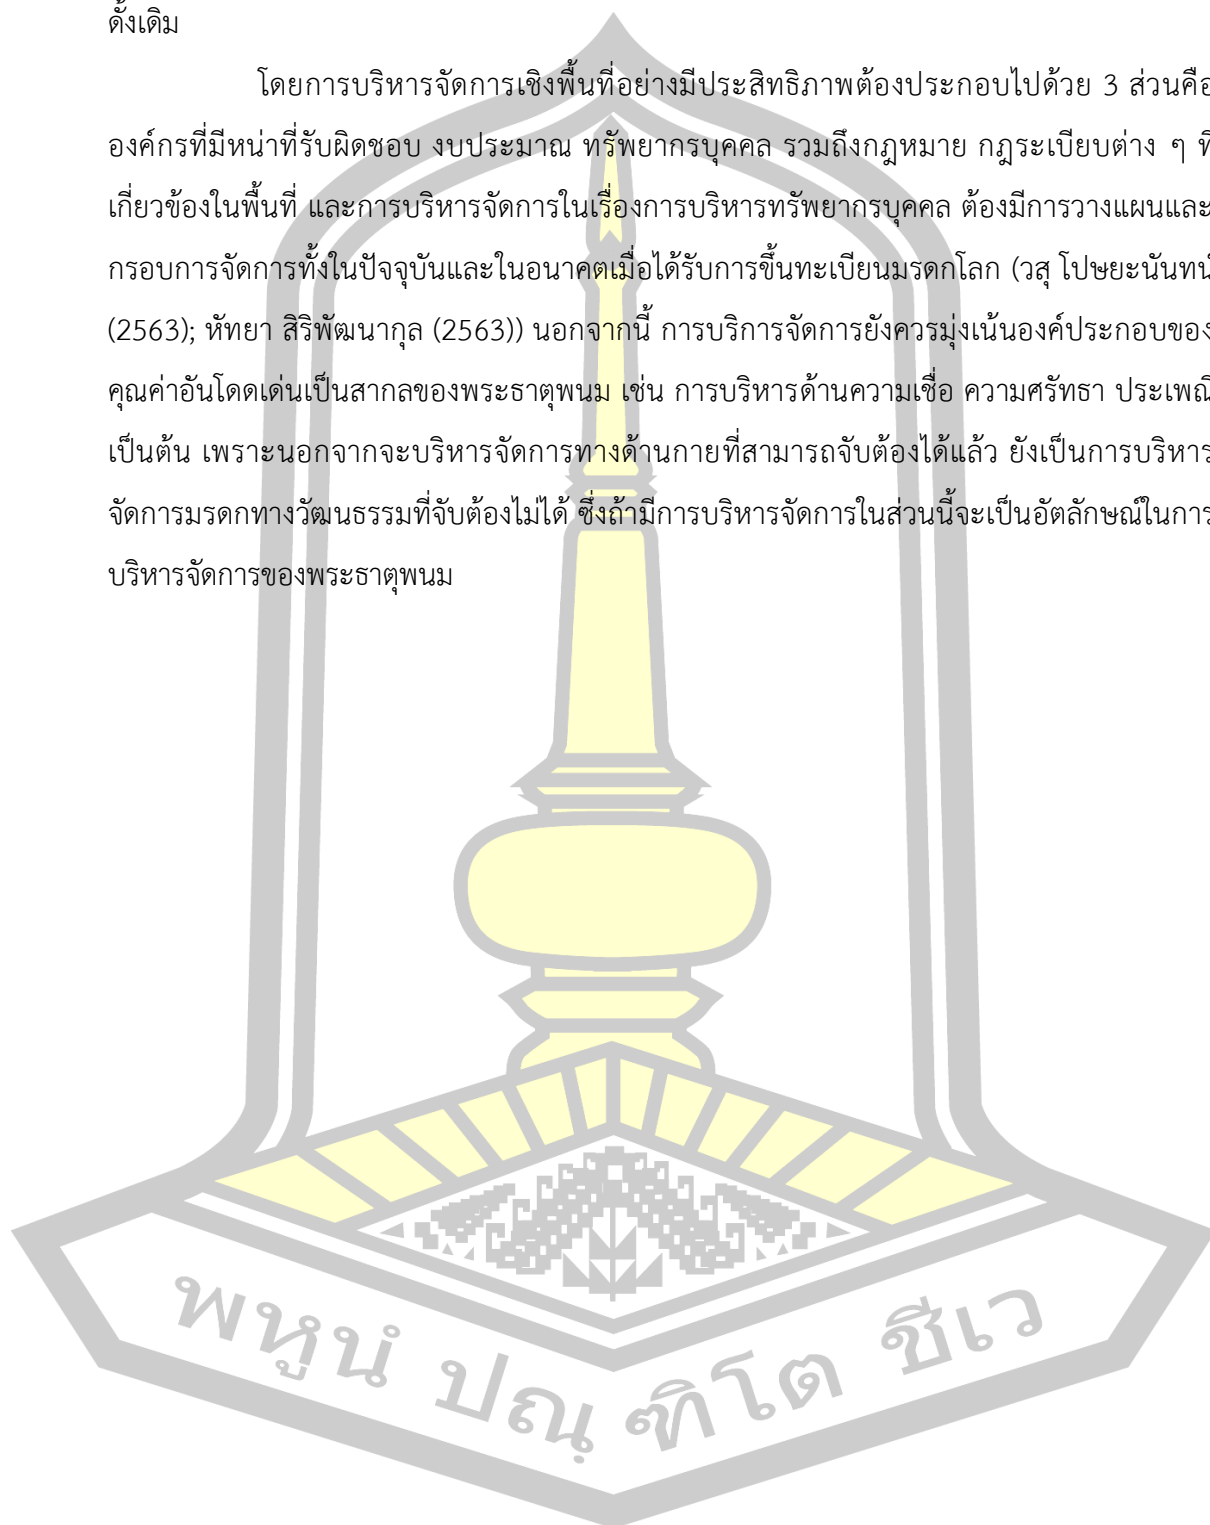 ดั้งเดิม
โดยการบริหารจัดการเชิงพื้นที่อย่างมีประสิทธิภาพต้องประกอบไปด้วย 3 ส่วนคือ
องค์กรที่มีหน่าที่รับผิดชอบ งบประมาณ ทรัพยากรบุคคล รวมถึงกฎหมาย กฎระเบียบต่าง ๆ ที
เกี่ยวข้องในพื้นที่ และการบริหารจัดการในเรื่องการบริหารทรัพยากรบุคคล ต้องมีการวางแผนและ
กรอบการจัดการทั้งในปัจจุบันและในอนาคตเมื่อได้รับการขึ้นทะเบียนมรดกโลก (วสุ โปษยะนันทน์
(2563); หัทยา สิริพัฒนากุล (2563)) นอกจากนี้ การบริการจัดการยังควรมุ่งเน้นองค์ประกอบของ
คุณค่าอันโดดเด่นเป็นสากลของพระธาตุพนม เช่น การบริหารด้านความเชื่อ ความศรัทธา ประเพณี
เป็นต้น เพราะนอกจากจะบริหารจัดการทางด้านกายที่สามารถจับต้องได้แล้ว ยังเป็นการบริหาร
จัดการมรดกทางวัฒนธรรมที่จับต้องไม่ได้ ซึ่งถ้ามีการบริหารจัดการในส่วนนี้จะเป็นอัตลักษณ์ในการ
บริหารจัดการของพระธาตุพนม
พหูนํ ปณฺฑิโต ชีเว